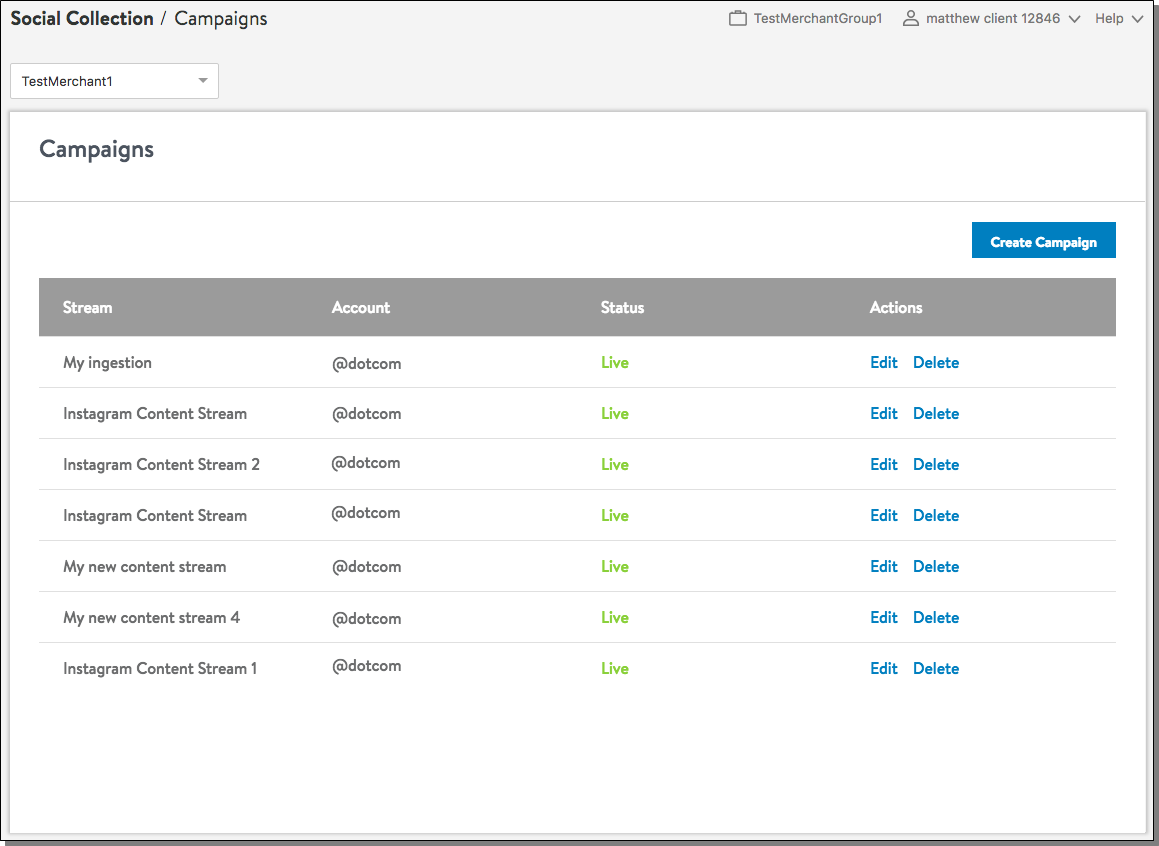 Social Collection / Campaigns TestMerchantGroup1 matthew client 12846 Help
TestMerchant1
Campaigns
Create Campaign
Stream Account Status Actions
My ingestion @dotcom Live Edit Delete
Instagram Content Stream @dotcom Live Edit Delete
Instagram Content Stream 2 @dotcom Live Edit Delete
Instagram Content Stream @dotcom Live Edit Delete
My new content stream @dotcom Live Edit Delete
My new content stream 4 @dotcom Live Edit Delete
Instagram Content Stream 1 @dotcom Live Edit Delete